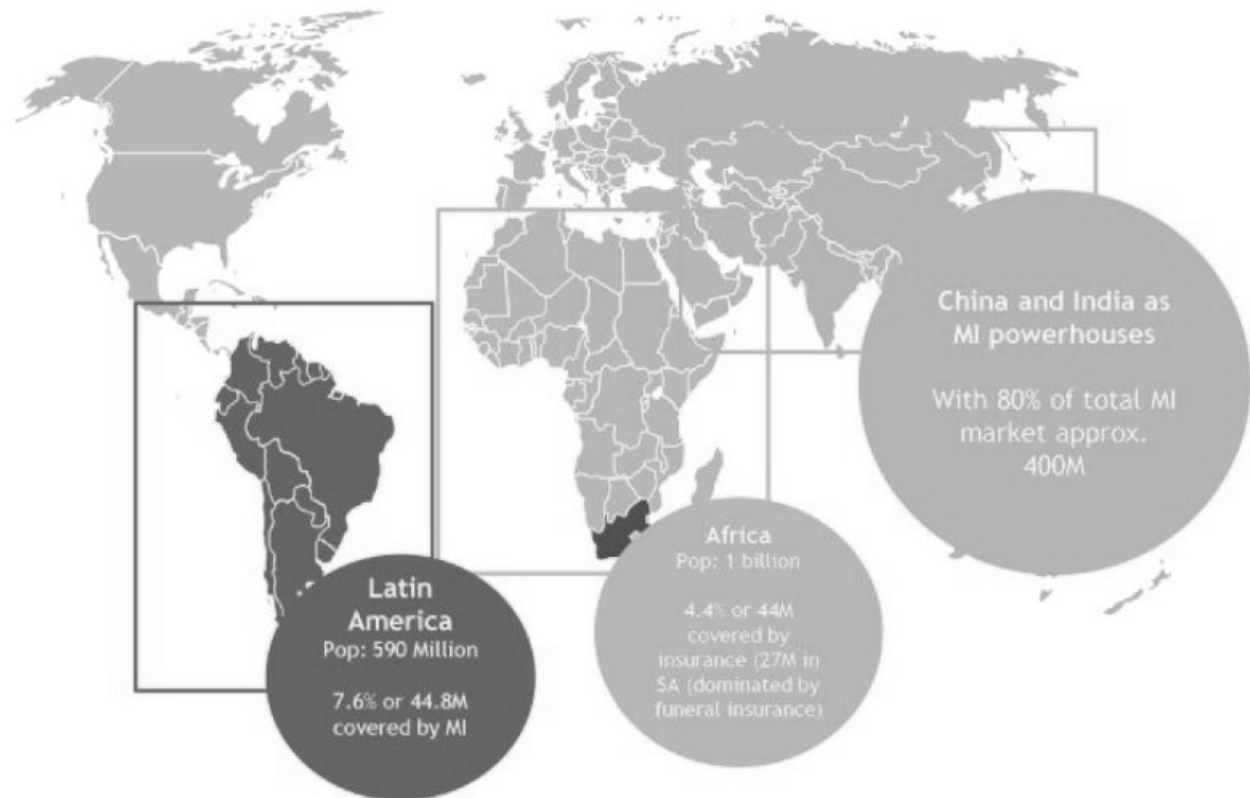 China and India as
MI powerhouses
With 80% of total MI
market approx.
400M
Africa
Pop: 1 billion
4.4% or 44M
covered by
insurance (27M in
SA (dominated by
funeral insurance)
Latin
America
Pop: 590 Million
7.6% or 44.8M
covered by MI